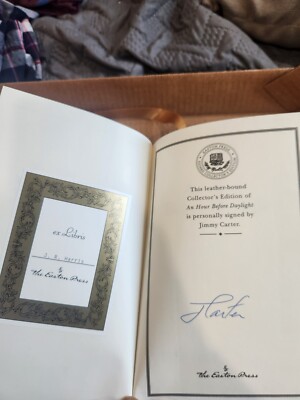 ex Libris
The Easton Press
This leather-bound
Collector's Edition of
An Hour Before Daylight
is personally signed by
Jimmy Carter.
J Carter
The Easton Press